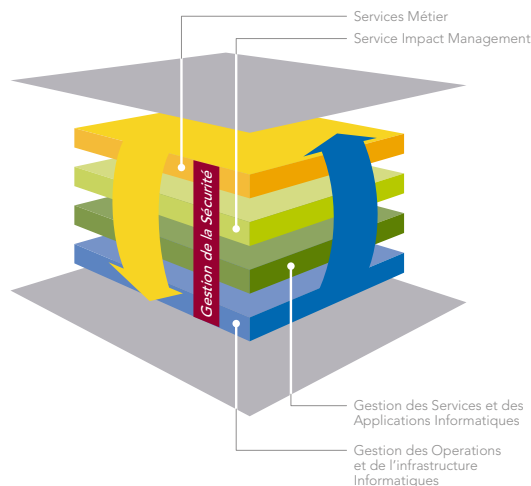 Services Métier
Service Impact Management
Gestion de la Sécurité
Gestion des Services et des
Applications Informatiques
Gestion des Operations
et de l'infrastructure
Informatiques